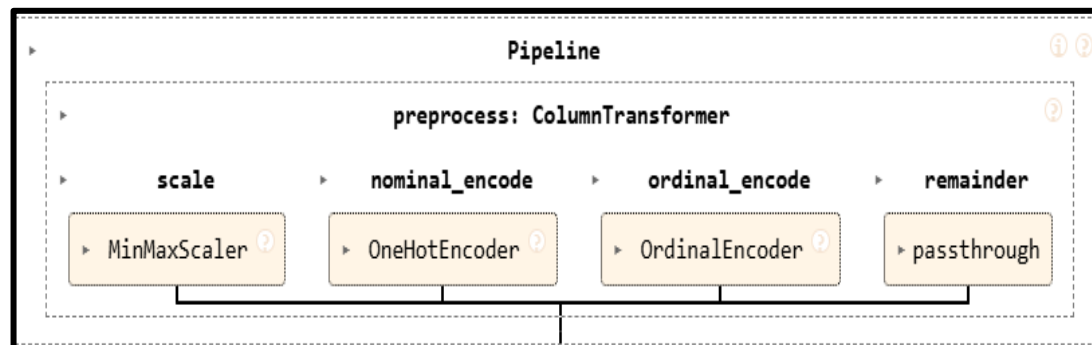 Pipeline i ?
preprocess: ColumnTransformer ?
scale nominal_encode ordinal_encode remainder
MinMaxScaler ? OneHotEncoder ? OrdinalEncoder ? passthrough